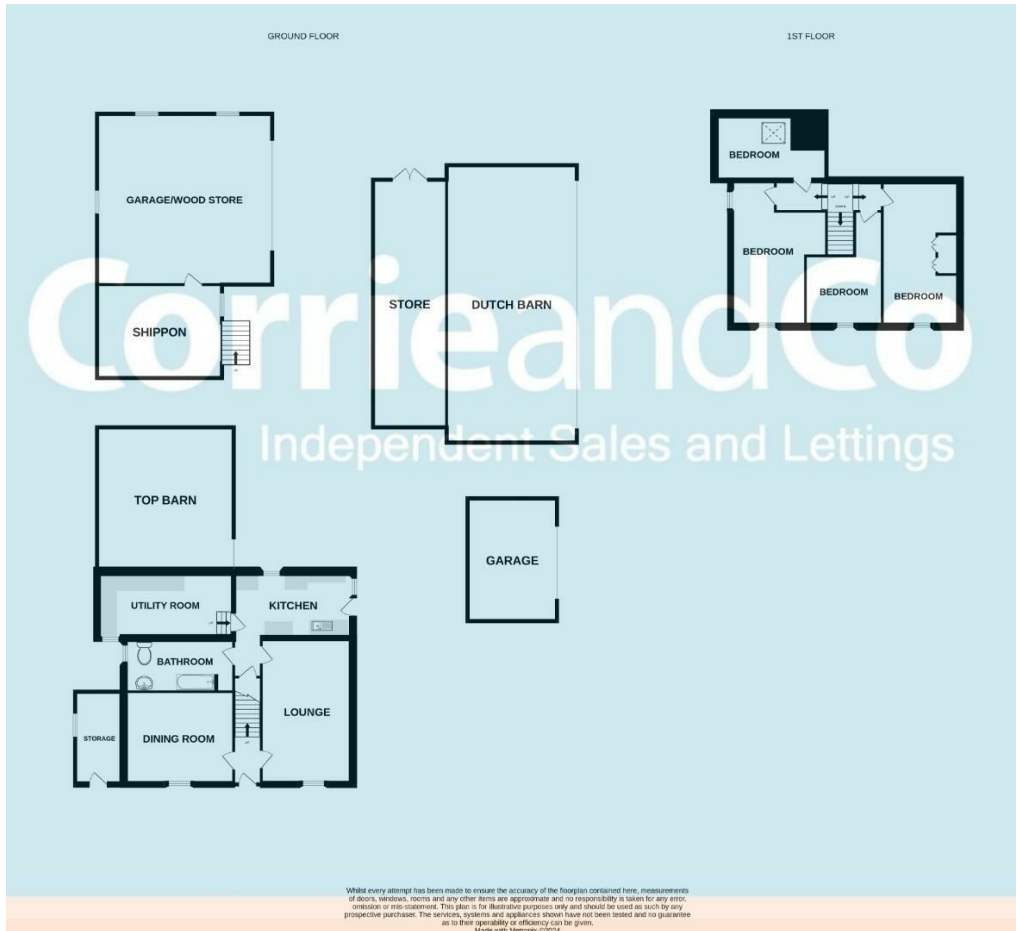 GROUND FLOOR
1ST FLOOR
BEDROOM
GARAGE/WOOD STORE
BEDROOM
BEDROOM
BEDROOM
STORE
DUTCH BARN
SHIPPON
CorrieandCo
Independent Sales and Lettings
TOP BARN
GARAGE
UTILITY ROOM
KITCHEN
BATHROOM
LOUNGE
STORAGE
DINING ROOM
Whilst every attempt has been made to ensure the accuracy of the floorplan contained here, measurements
of doors, windows, rooms and any other items are approximate and no responsibility is taken for any error,
omission or mis-statement. This plan is for illustrative purposes only and should be used as such by any
prospective purchaser. The services, systems and appliances shown have not been tested and no guarantee
as to their operability or efficiency can be given.
Made with Metropix ©2024